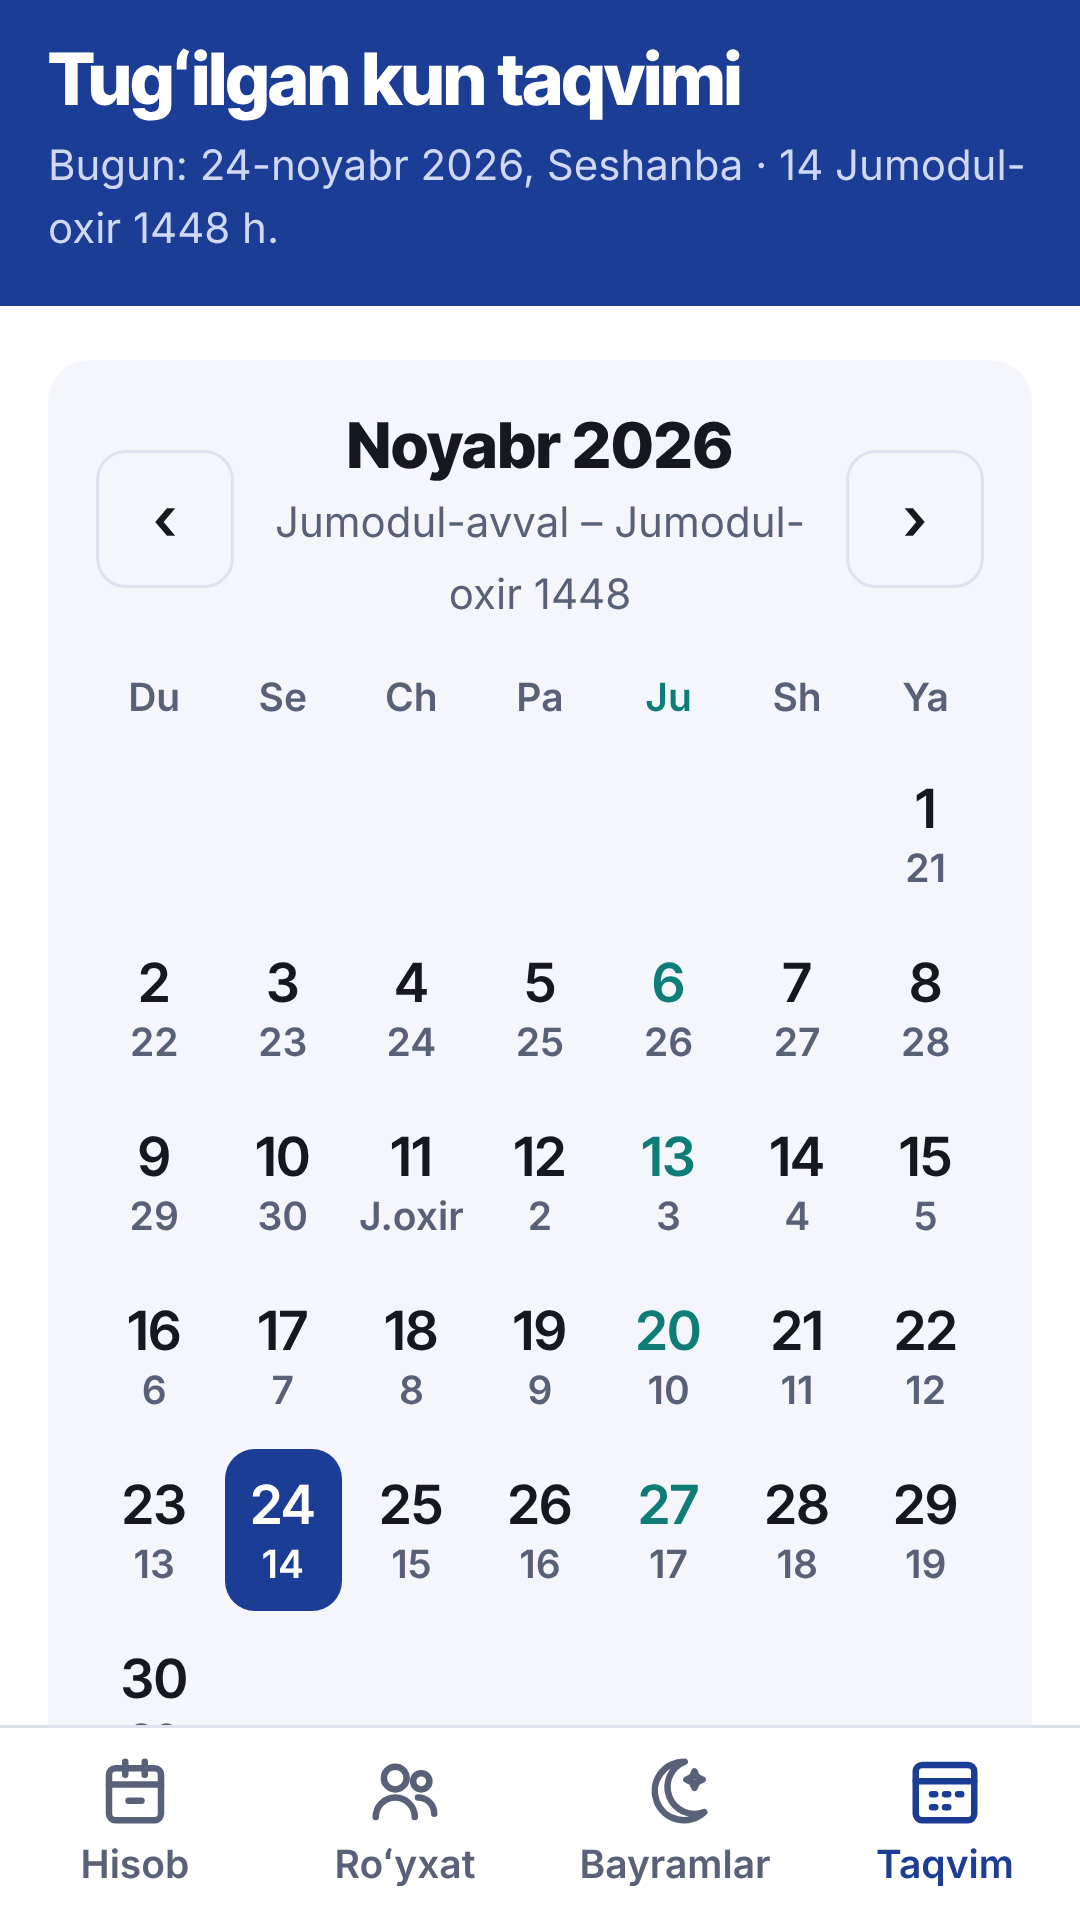 Tugʻilgan kun taqvimi
Bugun: 24-noyabr 2026, Seshanba · 14 Jumodul-
oxir 1448 h.
Noyabr 2026
‹
›
Jumodul-avval – Jumodul-
oxir 1448
Du Se Ch Pa Ju Sh Ya
1
21
2 3 4 5 6 7 8
22 23 24 25 26 27 28
9 10 11 12 13 14 15
29 30 J.oxir 2 3 4 5
16 17 18 19 20 21 22
6 7 8 9 10 11 12
23 24 25 26 27 28 29
13 14 15 16 17 18 19
30
Hisob Roʻyxat Bayramlar Taqvim